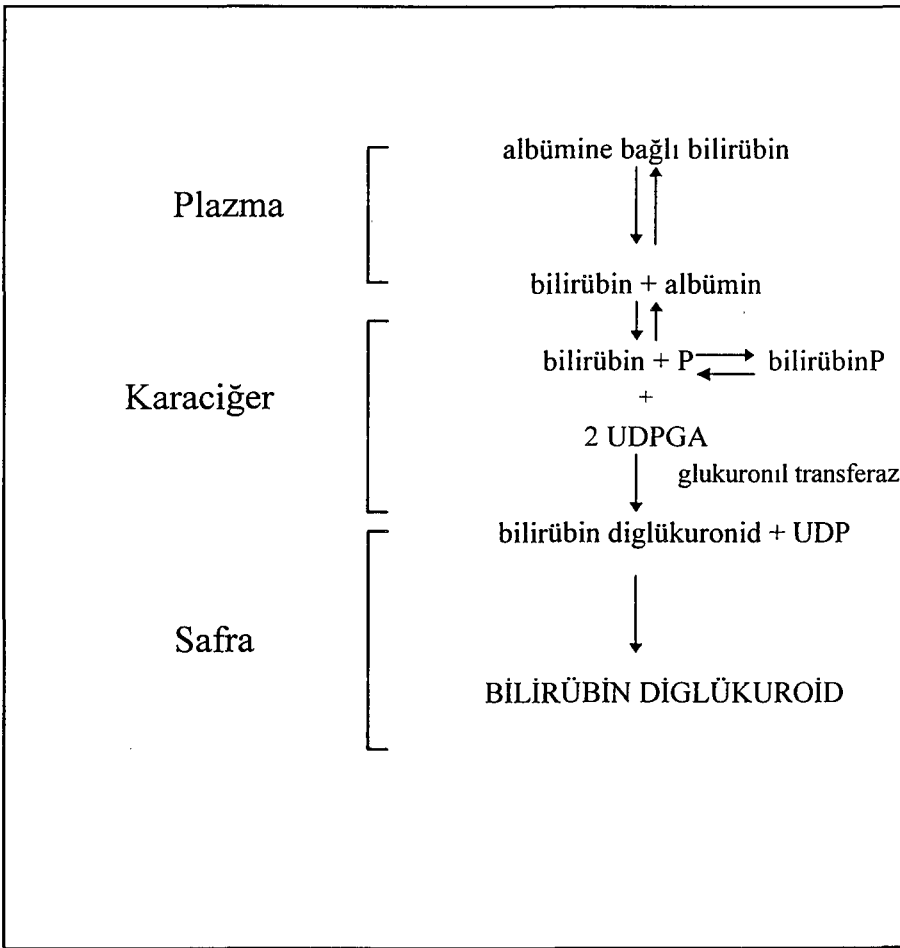 albümine bağlı bilirübin
Plazma
bilirübin + albümin
bilirübin + P bilirübinP
Karaciğer
+
2 UDPGA
glukuronıl transferaz
bilirübin diglükuronid + UDP
Safra
BİLİRÜBİN DİGLÜKUROİD